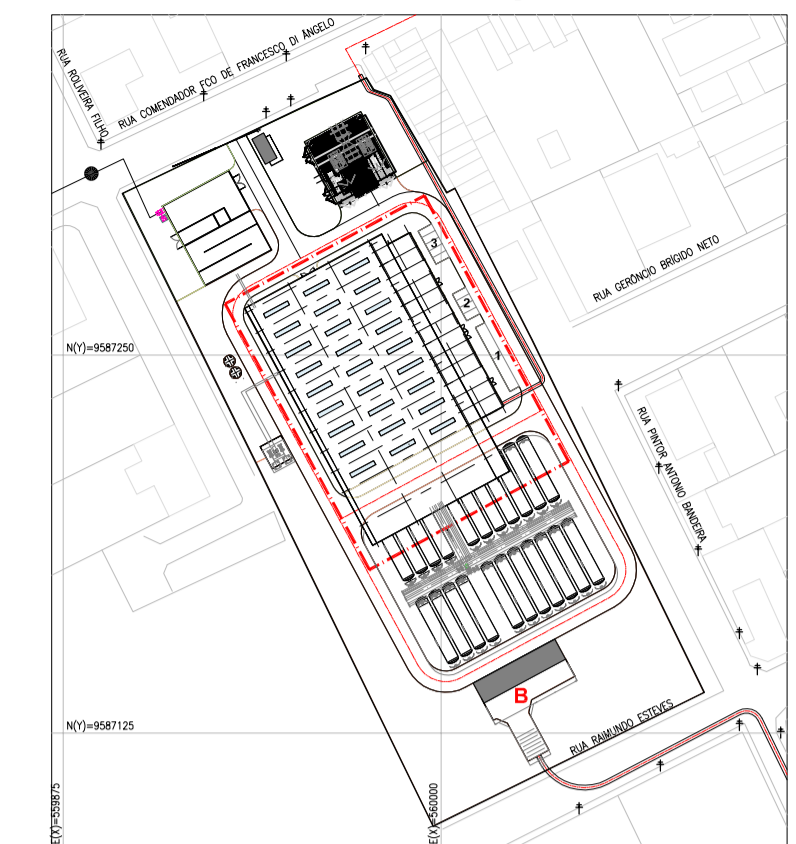 RUA ROLIVEIRA FILHO
RUA COMENDADOR FCO DE FRANCESCO DI ÂNGELO
3
RUA GERÔNCIO BRÍGIDO NETO
2
N(Y)=9587250
1
RUA PINTOR ANTONIO BANDEIRA
B
N(Y)=9587125
RUA RAIMUNDO ESTEVES
E(X)=559875
E(X)=560000